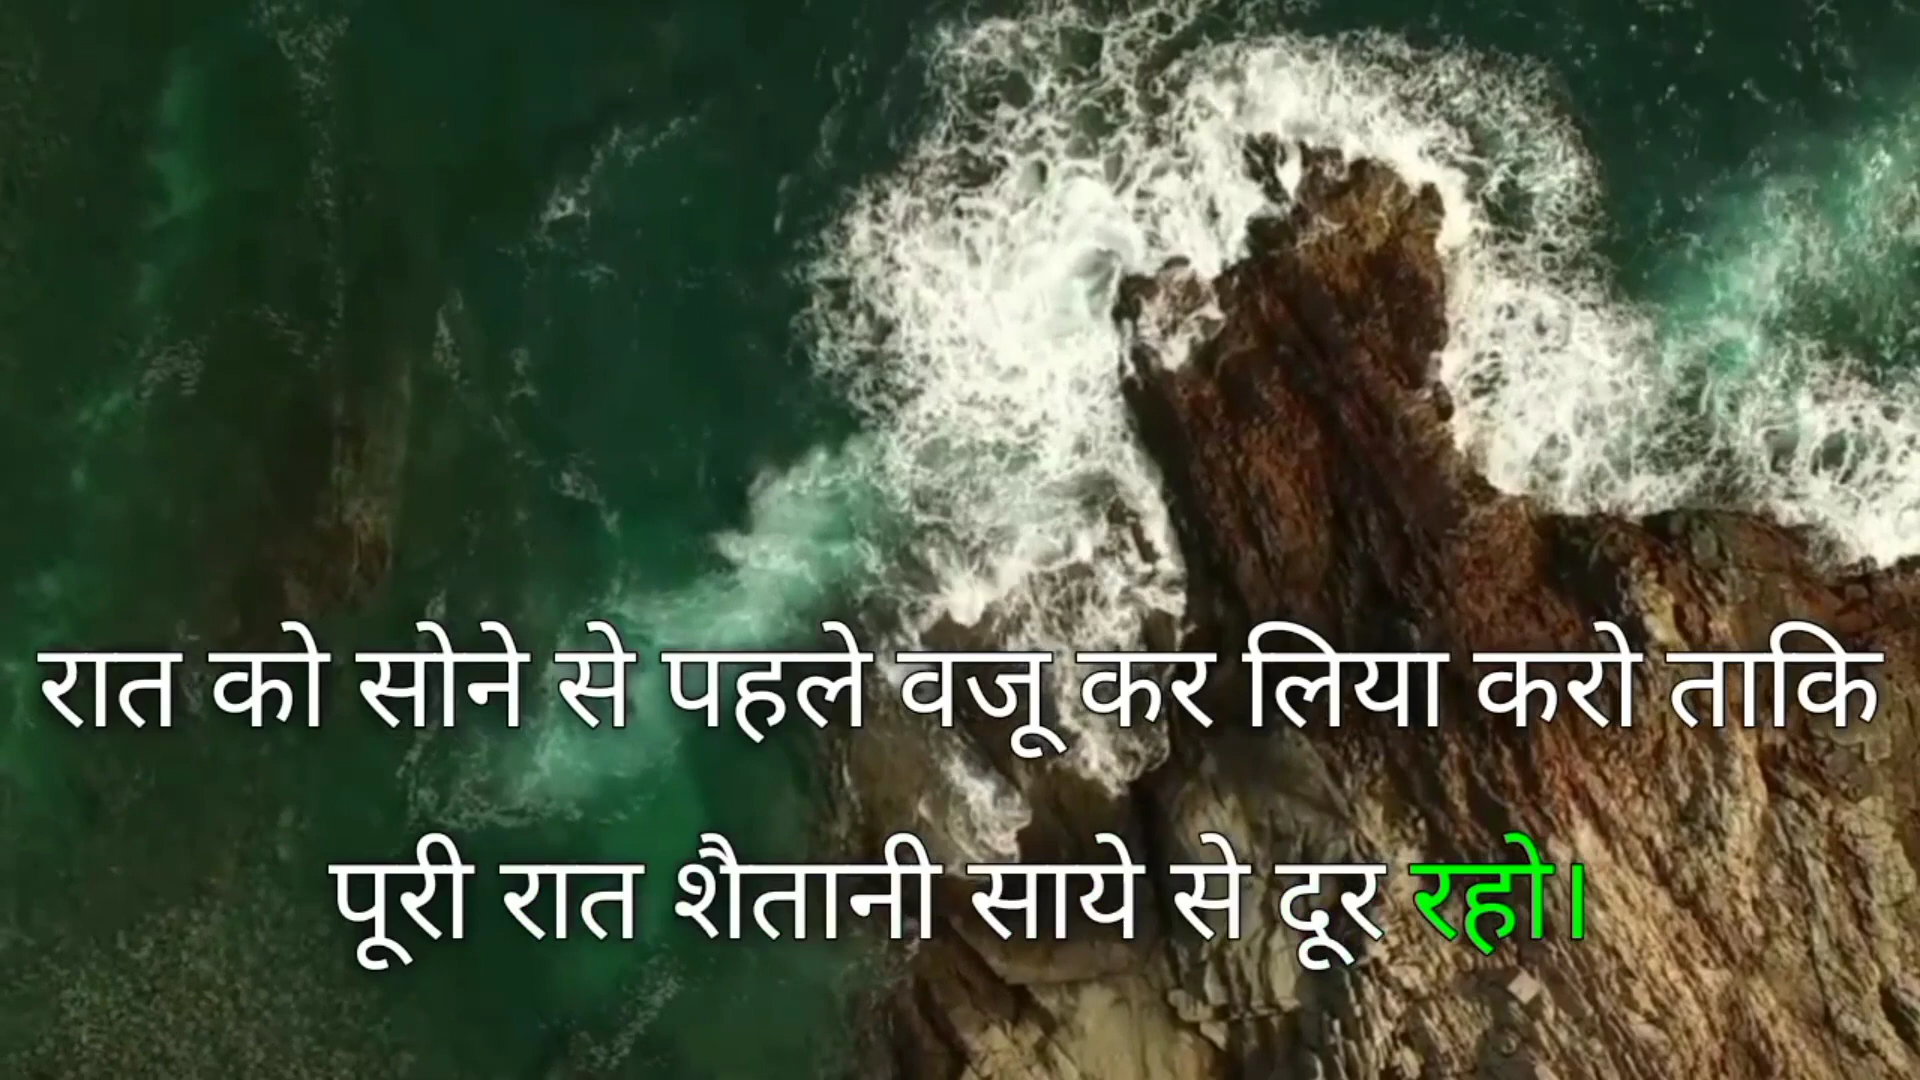 रात को सोने से पहले वजू कर लिया करो ताकि
पूरी रात शैतानी साये से दूर रहो।